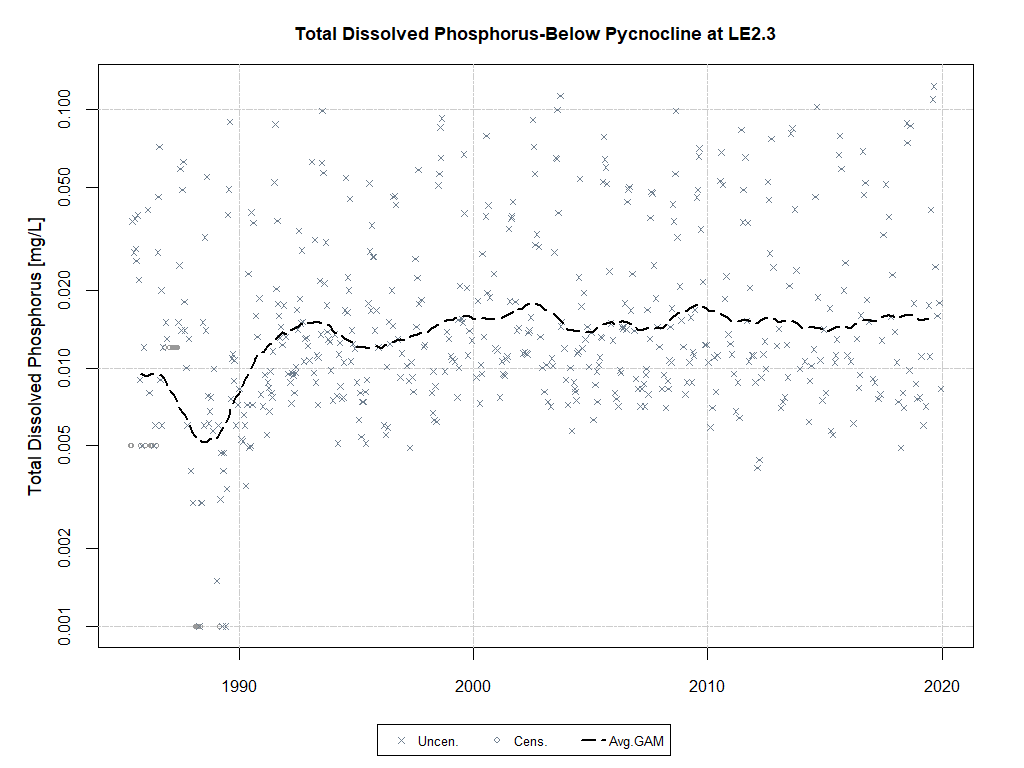 Total Dissolved Phosphorus-Below Pycnocline at LE2.3
Total Dissolved Phosphorus [mg/L]
0.100
0.050
0.020
0.010
0.005
0.002
0.001
1990 2000 2010 2020
Uncen. Cens. Avg.GAM